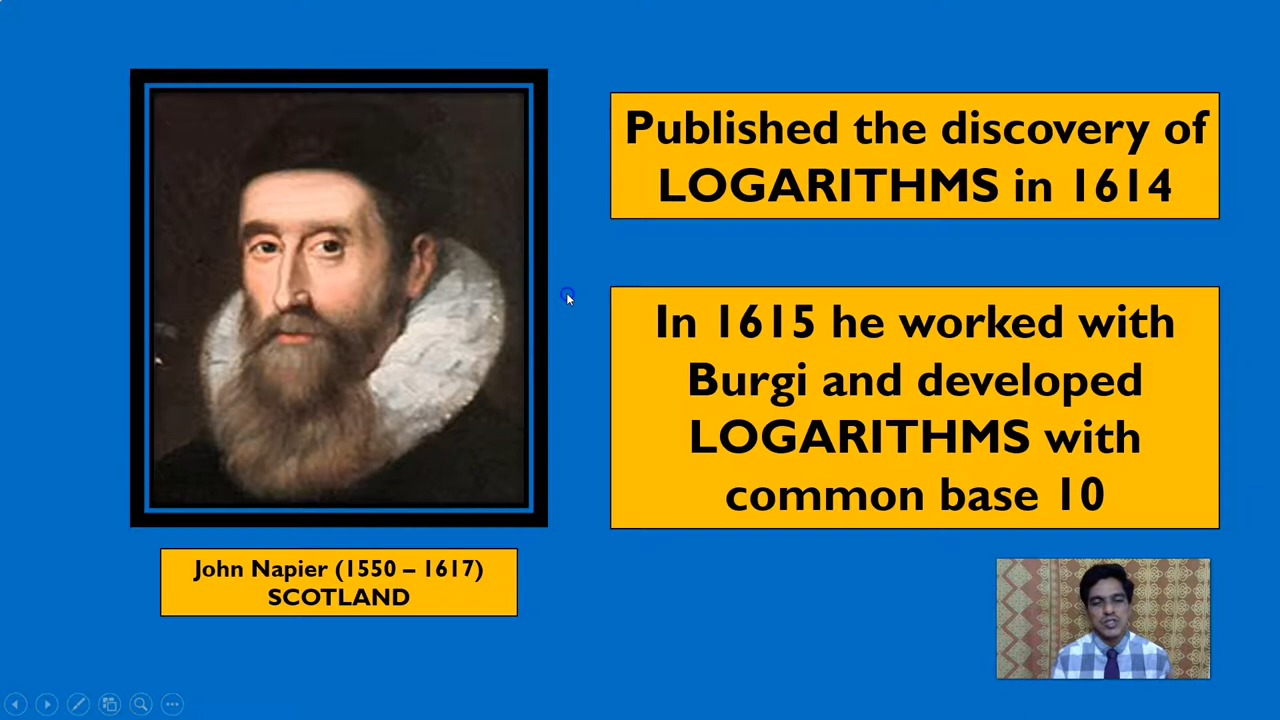 Published the discovery of
LOGARITHMS in 1614
In 1615 he worked with
Burgi and developed
LOGARITHMS with
common base 10
John Napier (1550 – 1617)
SCOTLAND